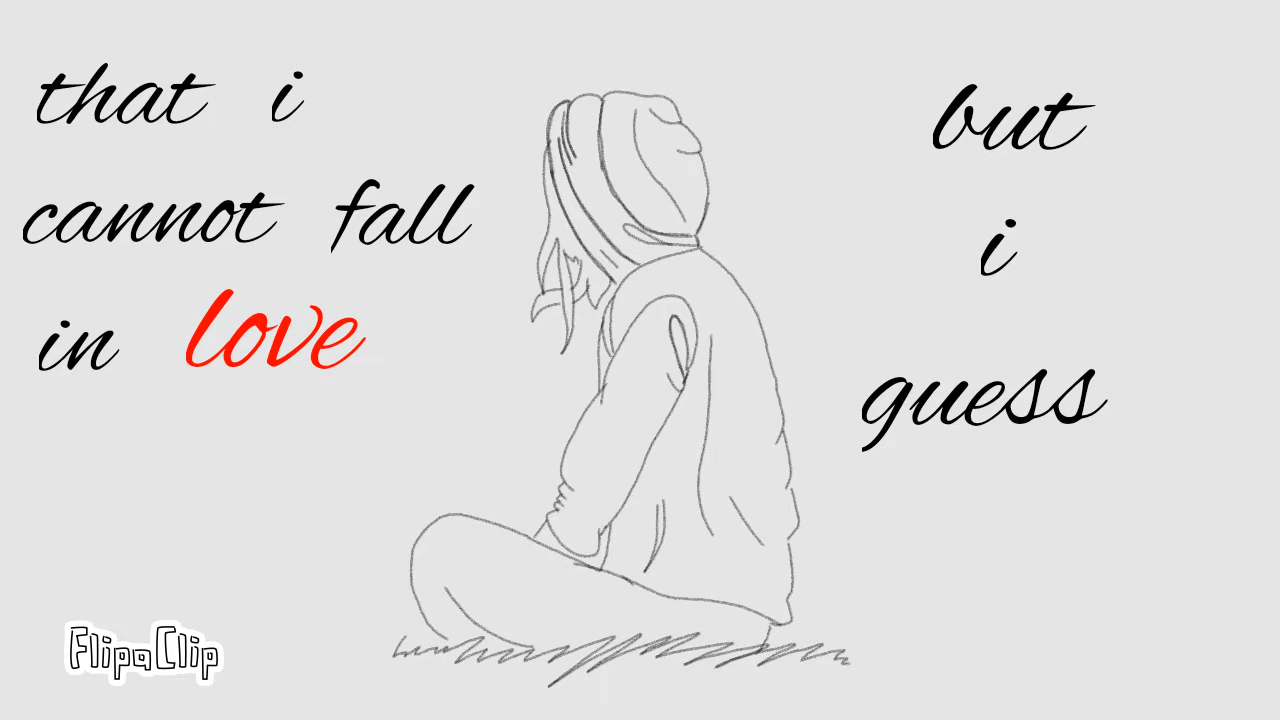 that i
cannot fall
in love
but
i
guess
FlipaClip